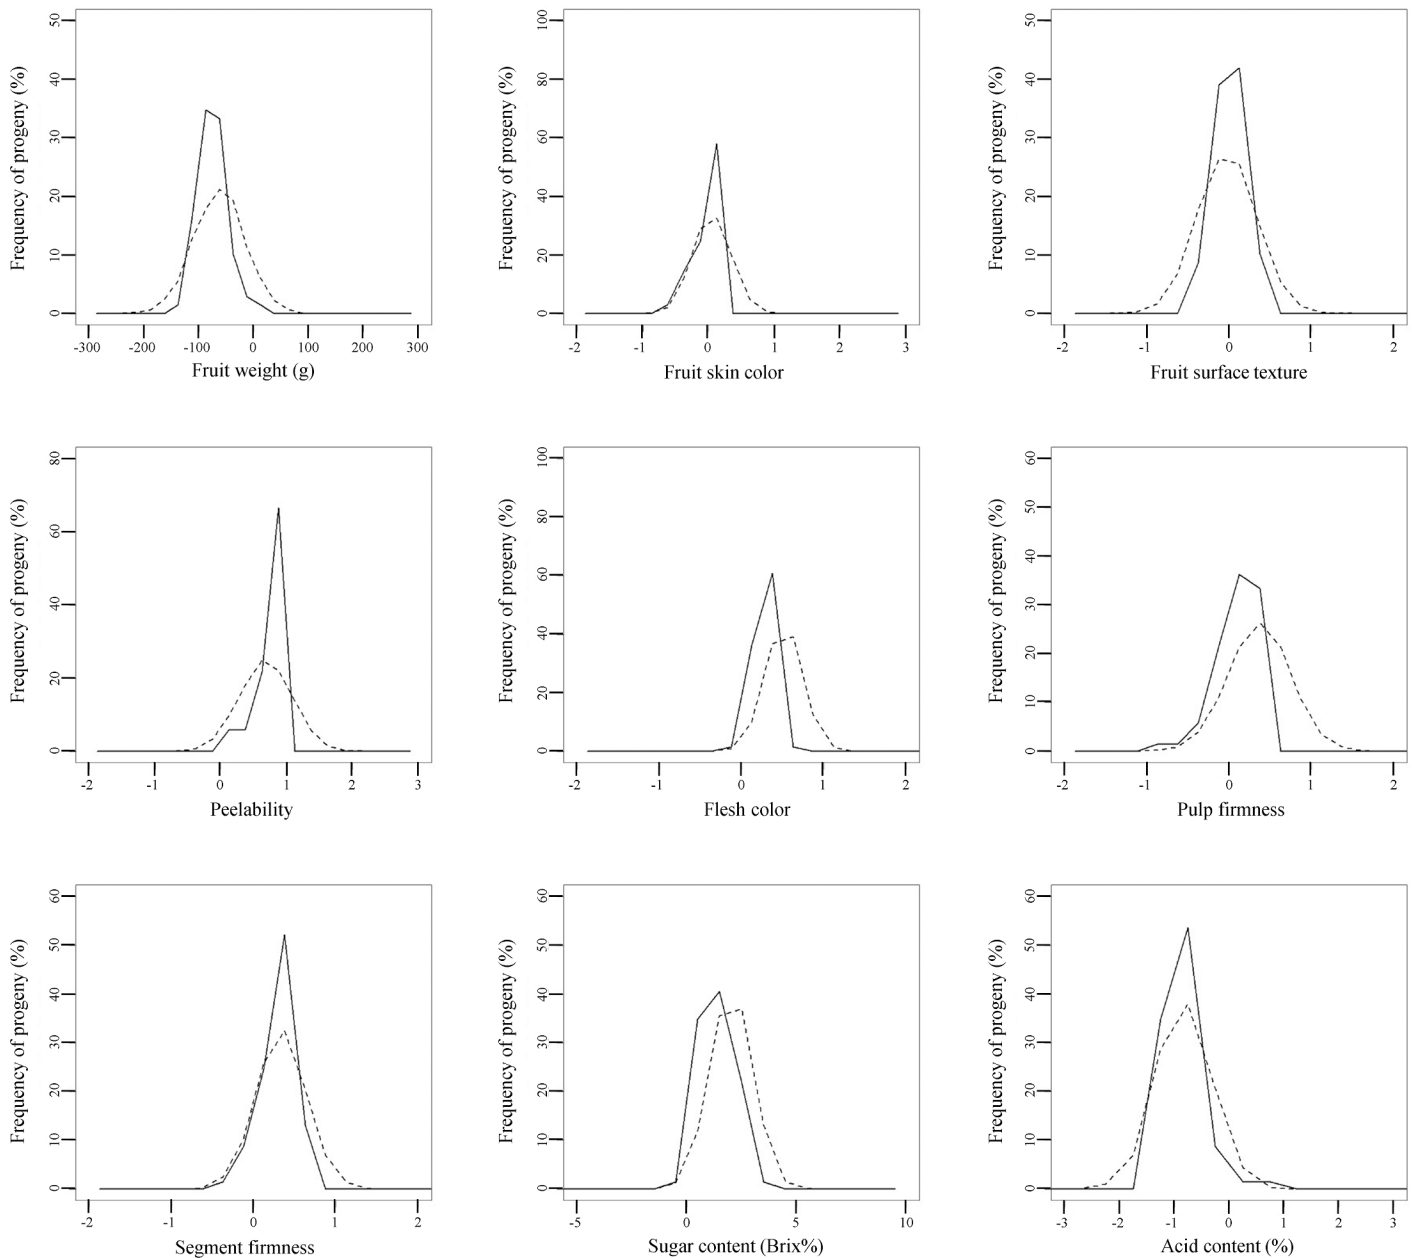 Frequency of progeny (%)
50
40
30
20
10
0
-300 -200 -100 0 100 200 300
Fruit weight (g)
Frequency of progeny (%)
100
80
60
40
20
0
-2 -1 0 1 2 3
Fruit skin color
Frequency of progeny (%)
50
40
30
20
10
0
-2 -1 0 1 2
Fruit surface texture
Frequency of progeny (%)
80
60
40
20
0
-2 -1 0 1 2 3
Peelability
Frequency of progeny (%)
100
80
60
40
20
0
-2 -1 0 1 2
Flesh color
Frequency of progeny (%)
60
50
40
30
20
10
0
-2 -1 0 1 2
Pulp firmness
Frequency of progeny (%)
60
50
40
30
20
10
0
-2 -1 0 1 2
Segment firmness
Frequency of progeny (%)
60
50
40
30
20
10
0
-5 0 5 10
Sugar content (Brix%)
Frequency of progeny (%)
60
50
40
30
20
10
0
-3 -2 -1 0 1 2 3
Acid content (%)